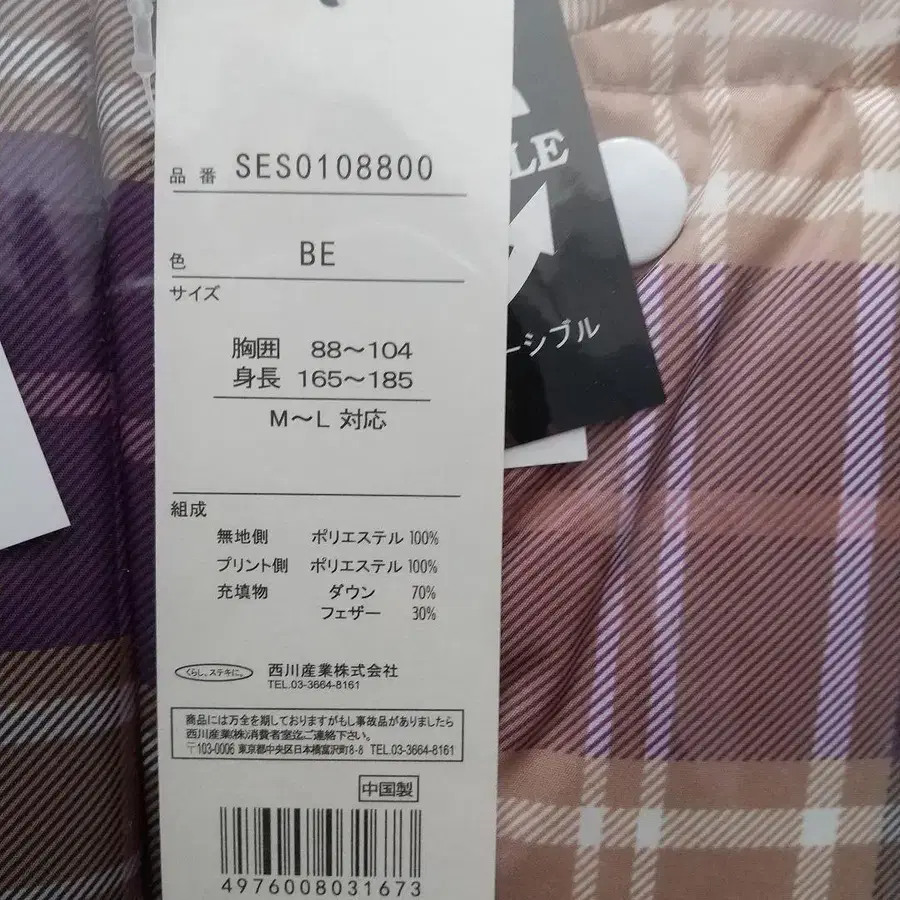 品番 SES0108800
色 BE
サイズ
胸囲 88～104
身長 165～185
M～L 対応
組成
無地側 ポリエステル 100%
プリント側 ポリエステル 100%
充填物 ダウン 70%
フェザー 30%
くらし、ステキに。 西川産業株式会社
TEL.03-3664-8161
商品には万全を期しておりますがもし事故品がありましたら
西川産業(株)消費者室迄ご連絡下さい。
〒103-0006 東京都中央区日本橋富沢町8-8 TEL.03-3664-8161
中国製
4976008031673
LE
ーシブル